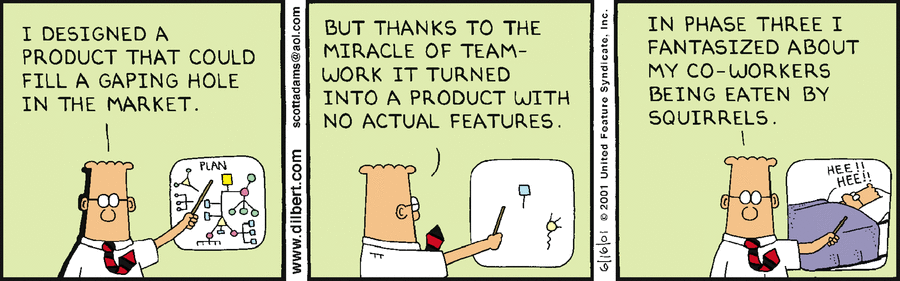 I DESIGNED A
PRODUCT THAT COULD
FILL A GAPING HOLE
IN THE MARKET.
PLAN
www.dilbert.com scottadams@aol.com
BUT THANKS TO THE
MIRACLE OF TEAM-
WORK IT TURNED
INTO A PRODUCT WITH
NO ACTUAL FEATURES.
6/16/01 © 2001 United Feature Syndicate, Inc.
IN PHASE THREE I
FANTASIZED ABOUT
MY CO-WORKERS
BEING EATEN BY
SQUIRRELS.
HEE!!
HEE!!